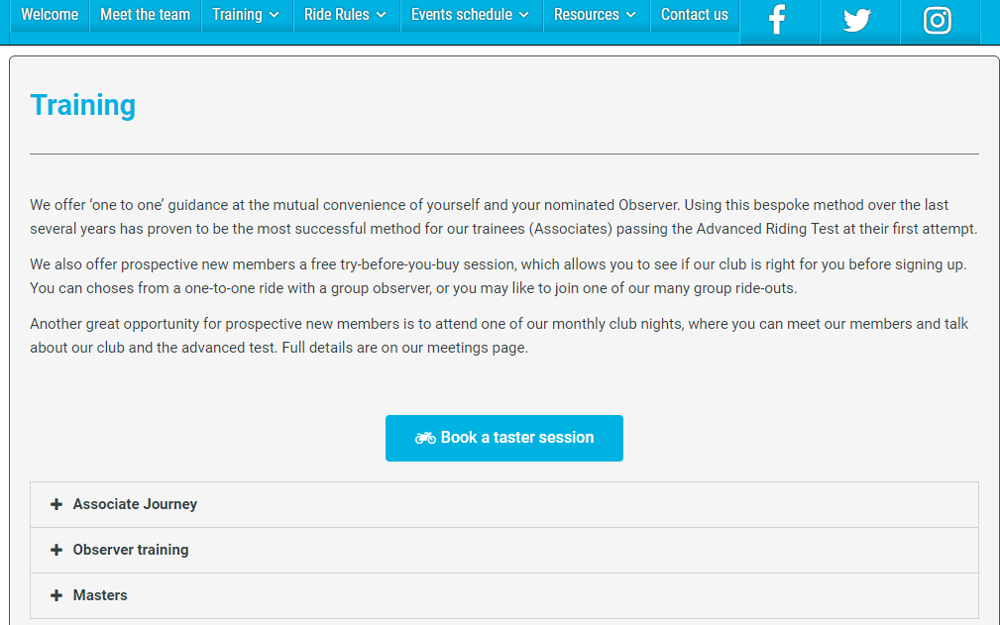 Welcome Meet the team Training Ride Rules Events schedule Resources Contact us
Training
We offer ‘one to one’ guidance at the mutual convenience of yourself and your nominated Observer. Using this bespoke method over the last
several years has proven to be the most successful method for our trainees (Associates) passing the Advanced Riding Test at their first attempt.
We also offer prospective new members a free try-before-you-buy session, which allows you to see if our club is right for you before signing up.
You can choses from a one-to-one ride with a group observer, or you may like to join one of our many group ride-outs.
Another great opportunity for prospective new members is to attend one of our monthly club nights, where you can meet our members and talk
about our club and the advanced test. Full details are on our meetings page.
Book a taster session
Associate Journey
Observer training
Masters